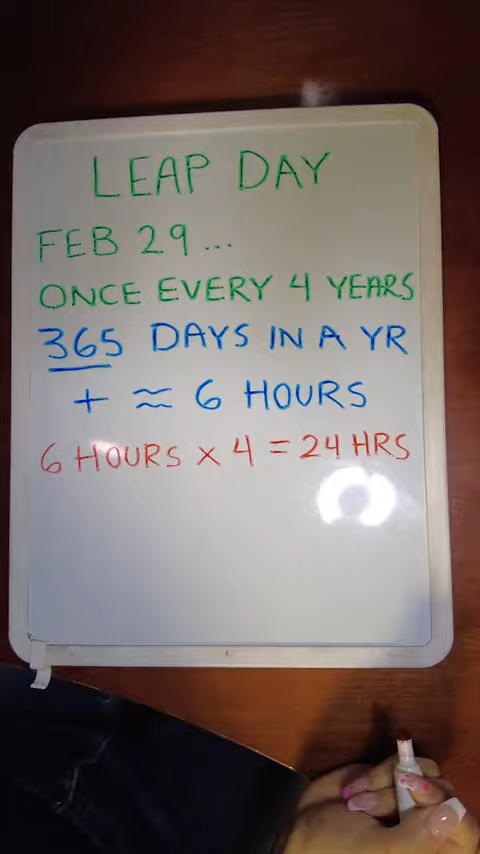 LEAP DAY
FEB 29...
ONCE EVERY 4 YEARS
365 DAYS IN A YR
+ ≈ 6 HOURS
6 HOURS × 4 = 24 HRS